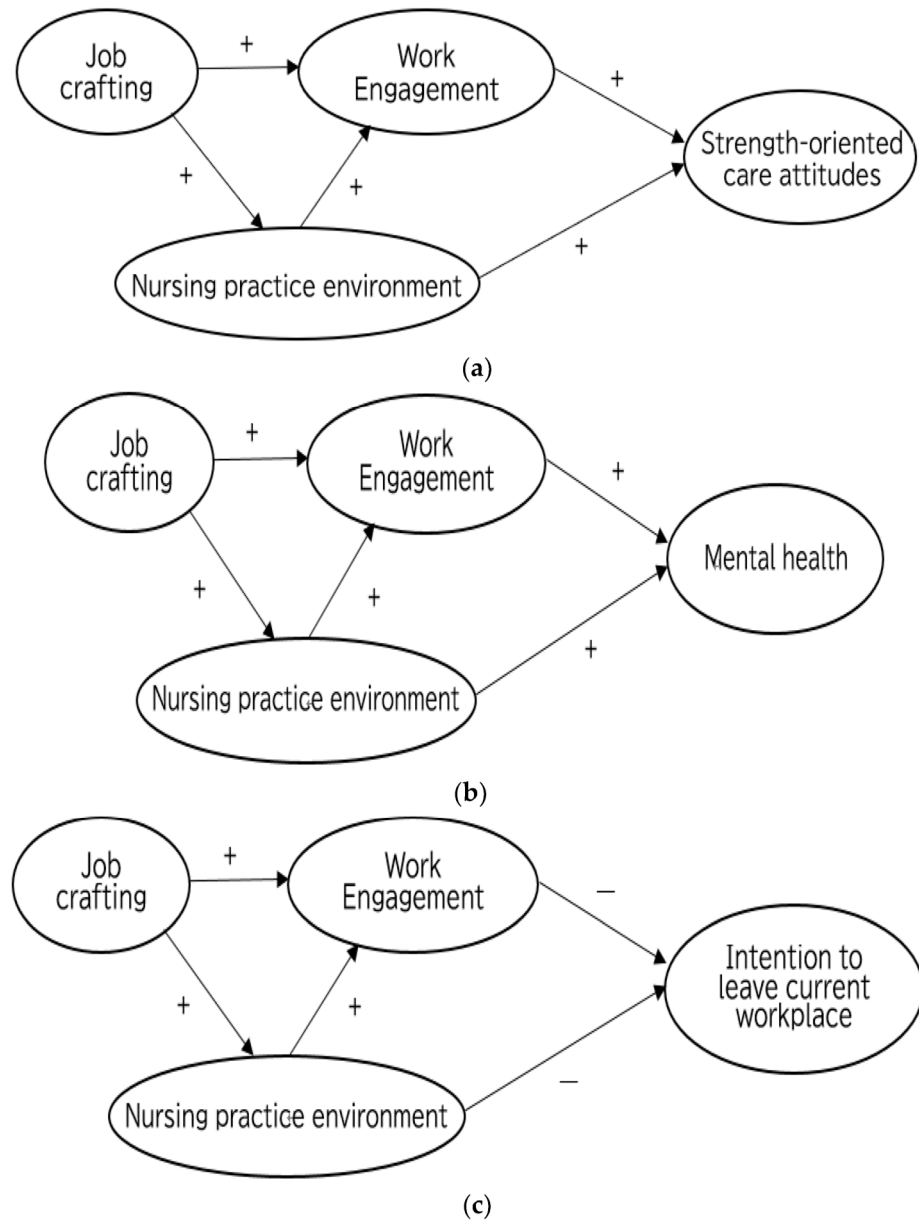 Job
crafting
+
Work
Engagement
+
Strength-oriented
care attitudes
+
+
+
Nursing practice environment
(a)
Job
crafting
+
Work
Engagement
+
Mental health
+
+
+
Nursing practice environment
(b)
Job
crafting
+
Work
Engagement
−
Intention to
leave current
workplace
+
+
−
Nursing practice environment
(c)